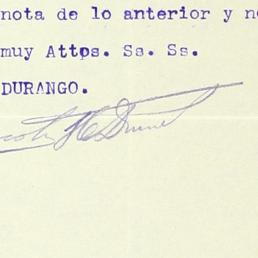 nota de lo anterior y
muy Attos. Ss. Ss.
DURANGO.